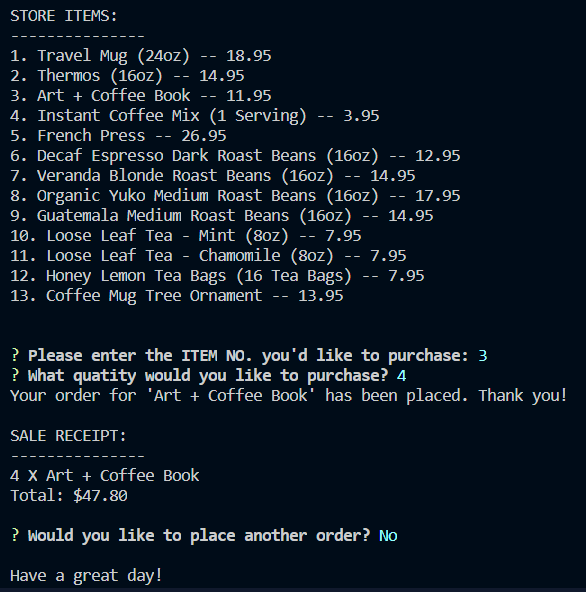 STORE ITEMS:
---------------
1. Travel Mug (24oz) -- 18.95
2. Thermos (16oz) -- 14.95
3. Art + Coffee Book -- 11.95
4. Instant Coffee Mix (1 Serving) -- 3.95
5. French Press -- 26.95
6. Decaf Espresso Dark Roast Beans (16oz) -- 12.95
7. Veranda Blonde Roast Beans (16oz) -- 14.95
8. Organic Yuko Medium Roast Beans (16oz) -- 17.95
9. Guatemala Medium Roast Beans (16oz) -- 14.95
10. Loose Leaf Tea - Mint (8oz) -- 7.95
11. Loose Leaf Tea - Chamomile (8oz) -- 7.95
12. Honey Lemon Tea Bags (16 Tea Bags) -- 7.95
13. Coffee Mug Tree Ornament -- 13.95
? Please enter the ITEM NO. you'd like to purchase: 3
? What quatity would you like to purchase? 4
Your order for 'Art + Coffee Book' has been placed. Thank you!
SALE RECEIPT:
---------------
4 X Art + Coffee Book
Total: $47.80
? Would you like to place another order? No
Have a great day!